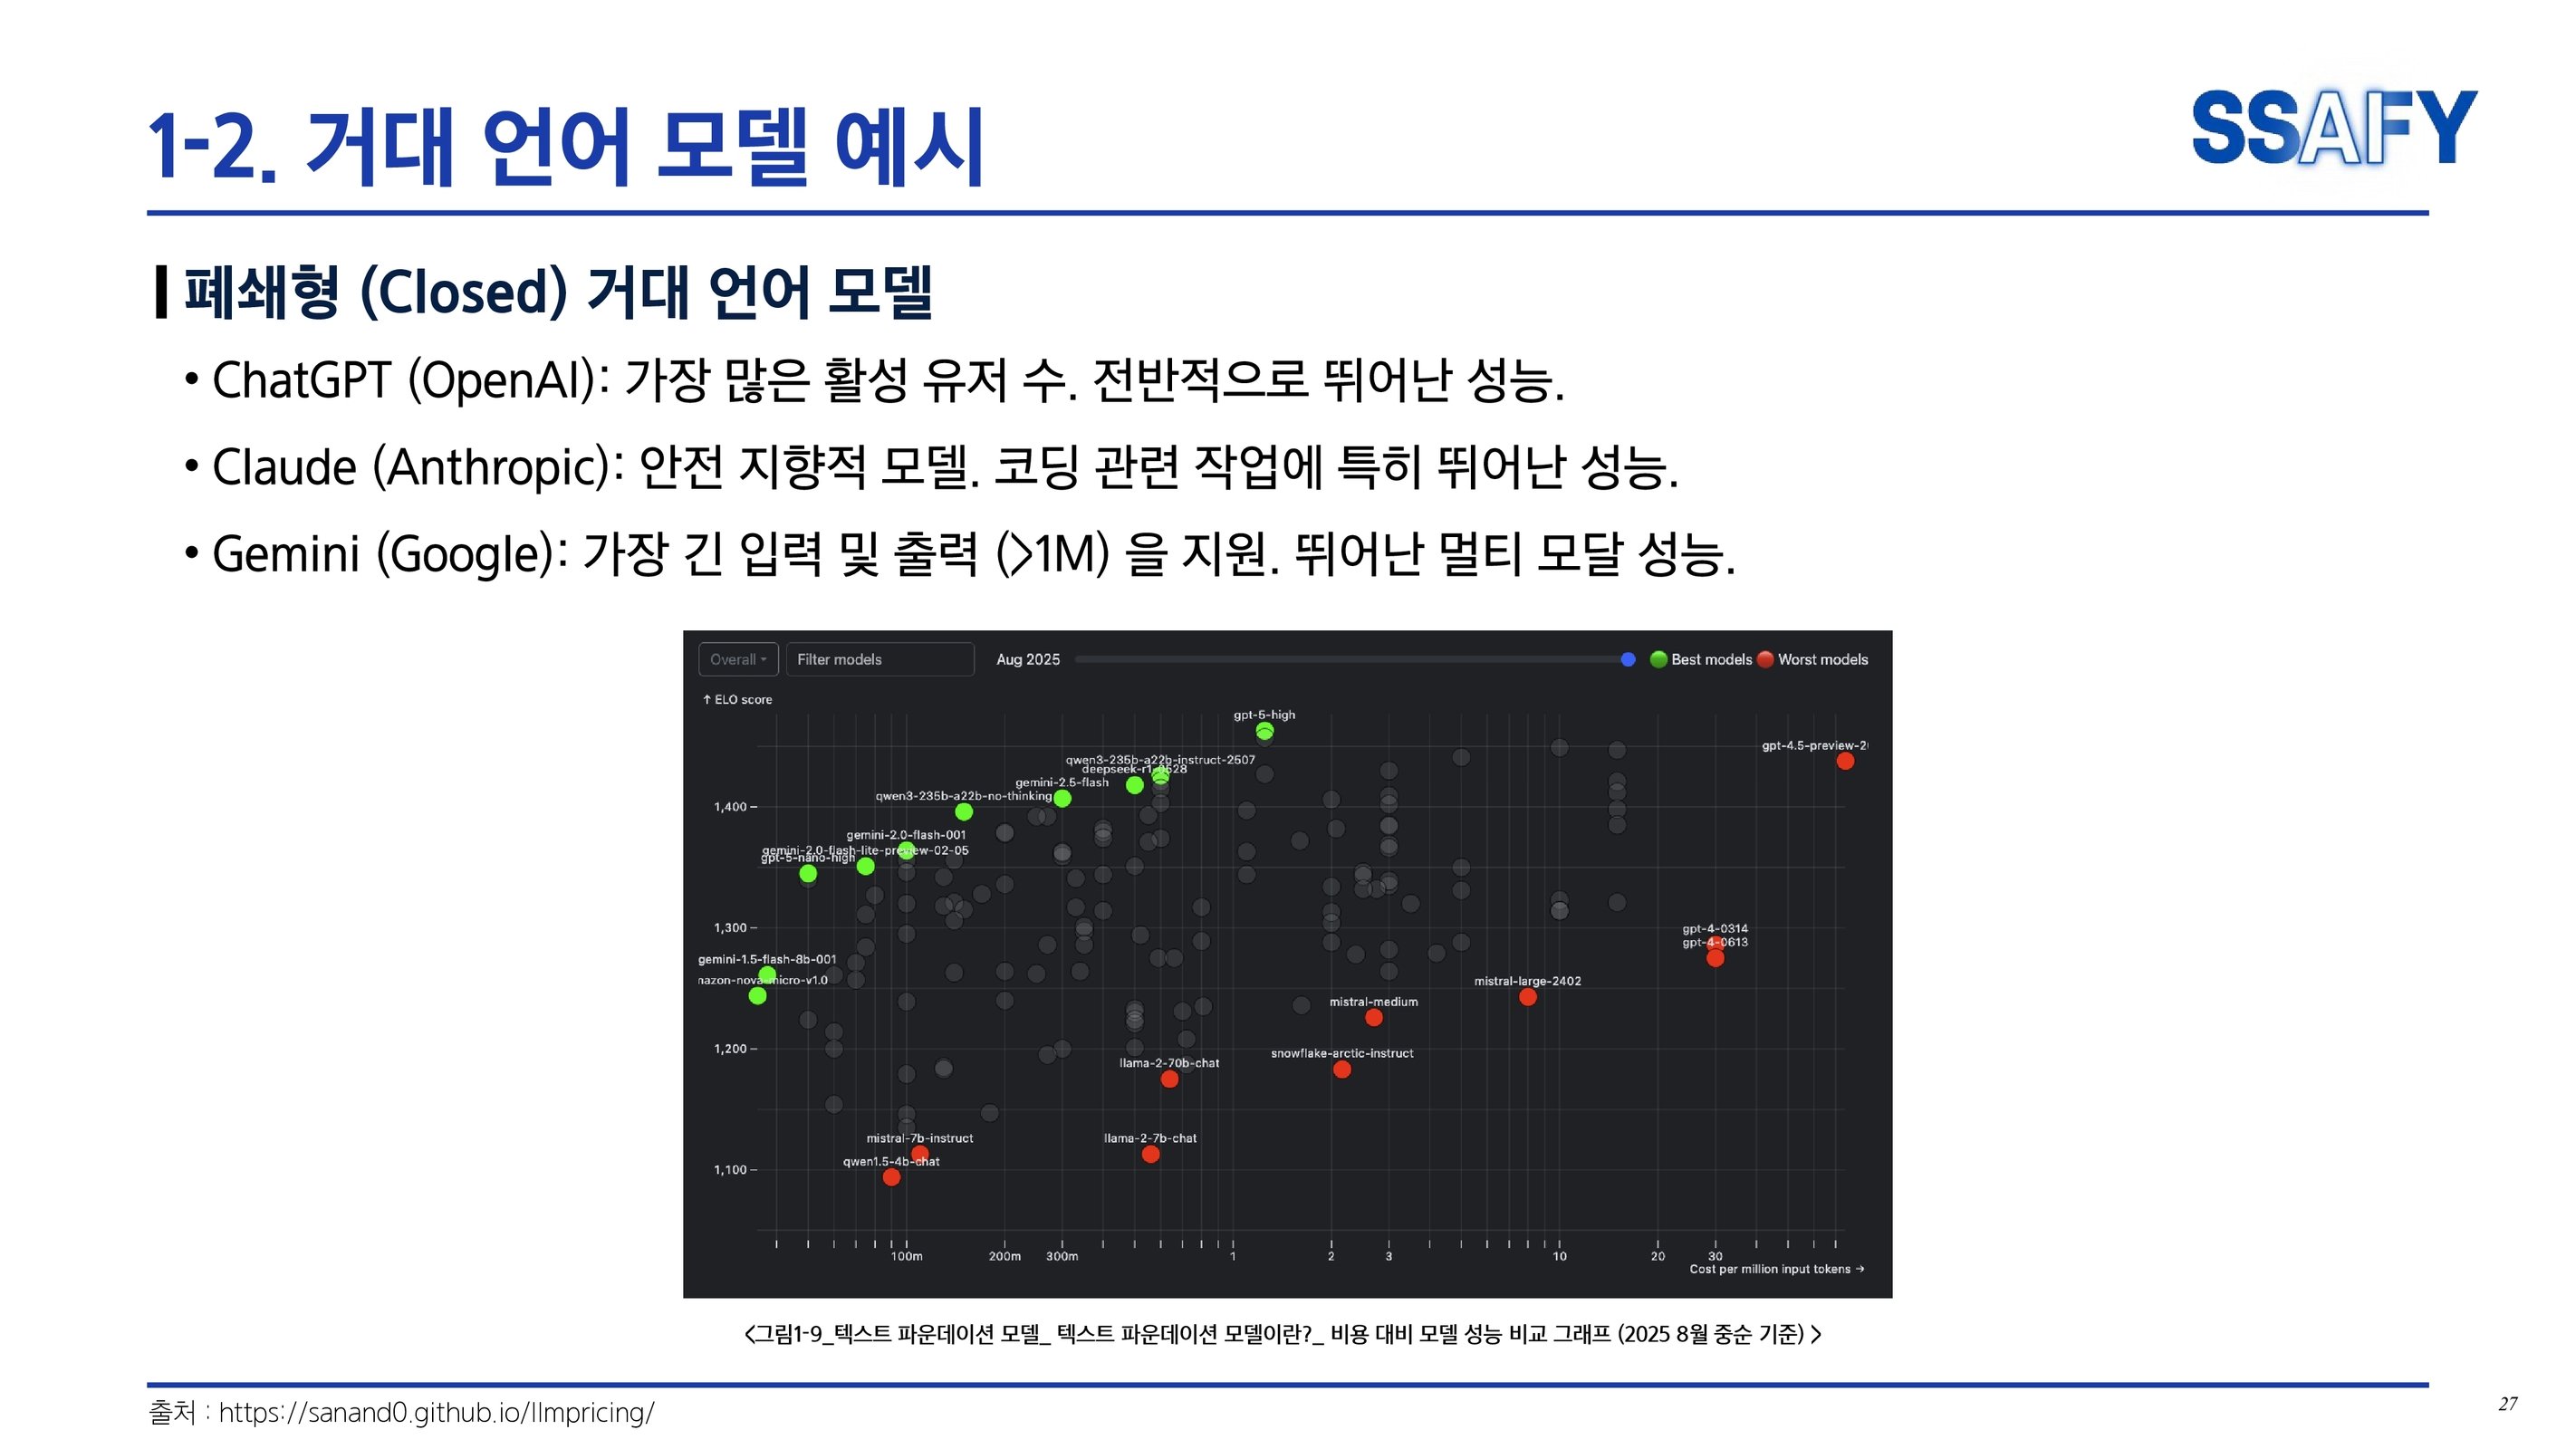 1-2. 거대 언어 모델 예시
SSAFY
폐쇄형 (Closed) 거대 언어 모델
• ChatGPT (OpenAI): 가장 많은 활성 유저 수. 전반적으로 뛰어난 성능.
• Claude (Anthropic): 안전 지향적 모델. 코딩 관련 작업에 특히 뛰어난 성능.
• Gemini (Google): 가장 긴 입력 및 출력 (>1M) 을 지원. 뛰어난 멀티 모달 성능.
Overall Filter models Aug 2025 Best models Worst models
↑ ELO score
gpt-5-high
gpt-4.5-preview-2
qwen3-235b-a22b-instruct-2507
deepseek-r1-0528
gemini-2.5-flash
qwen3-235b-a22b-no-thinking
1,400
gemini-2.0-flash-001
gemini-2.0-flash-lite-preview-02-05
gpt-5-nano-high
1,300
gpt-4-0314
gpt-4-0613
gemini-1.5-flash-8b-001
mazon-nova-micro-v1.0
mistral-large-2402
mistral-medium
1,200
snowflake-arctic-instruct
llama-2-70b-chat
mistral-7b-instruct
llama-2-7b-chat
qwen1.5-4b-chat
1,100
100m 200m 300m 1 2 3 10 20 30
Cost per million input tokens →
<그림1-9_텍스트 파운데이션 모델_ 텍스트 파운데이션 모델이란?_ 비용 대비 모델 성능 비교 그래프 (2025 8월 중순 기준) >
출처 : https://sanand0.github.io/llmpricing/
27